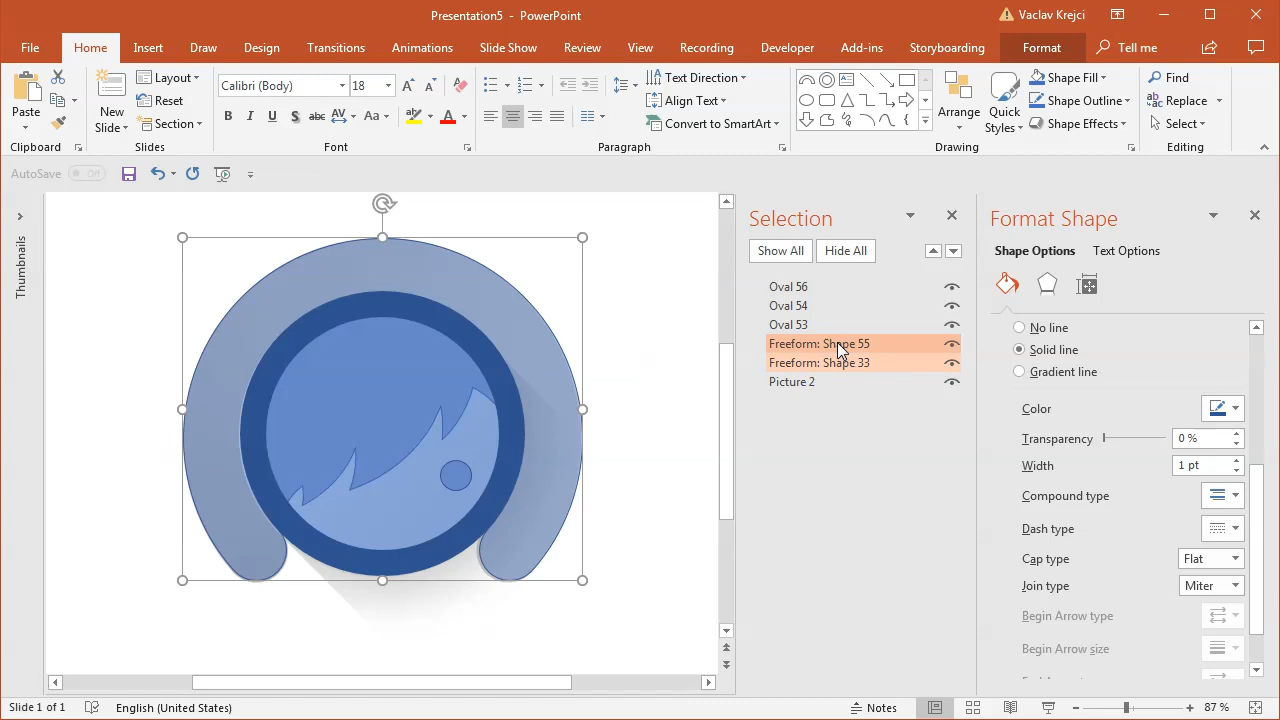 Presentation5 - PowerPoint
Vaclav Krejci
File Home Insert Draw Design Transitions Animations Slide Show Review View Recording Developer Add-ins Storyboarding Format Tell me
Paste
Clipboard
New Slide
Layout
Reset
Section
Slides
Calibri (Body) 18
B I U S abc AV Aa A
Font
Text Direction
Align Text
Convert to SmartArt
Paragraph
Arrange
Quick Styles
Shape Fill
Shape Outline
Shape Effects
Drawing
Find
Replace
Select
Editing
AutoSave Off
Thumbnails
Selection
Show All Hide All
Oval 56
Oval 54
Oval 53
Freeform: Shape 55
Freeform: Shape 33
Picture 2
Format Shape
Shape Options Text Options
No line
Solid line
Gradient line
Color
Transparency 0 %
Width 1 pt
Compound type
Dash type
Cap type Flat
Join type Miter
Begin Arrow type
Begin Arrow size
Slide 1 of 1 English (United States) Notes 87 %